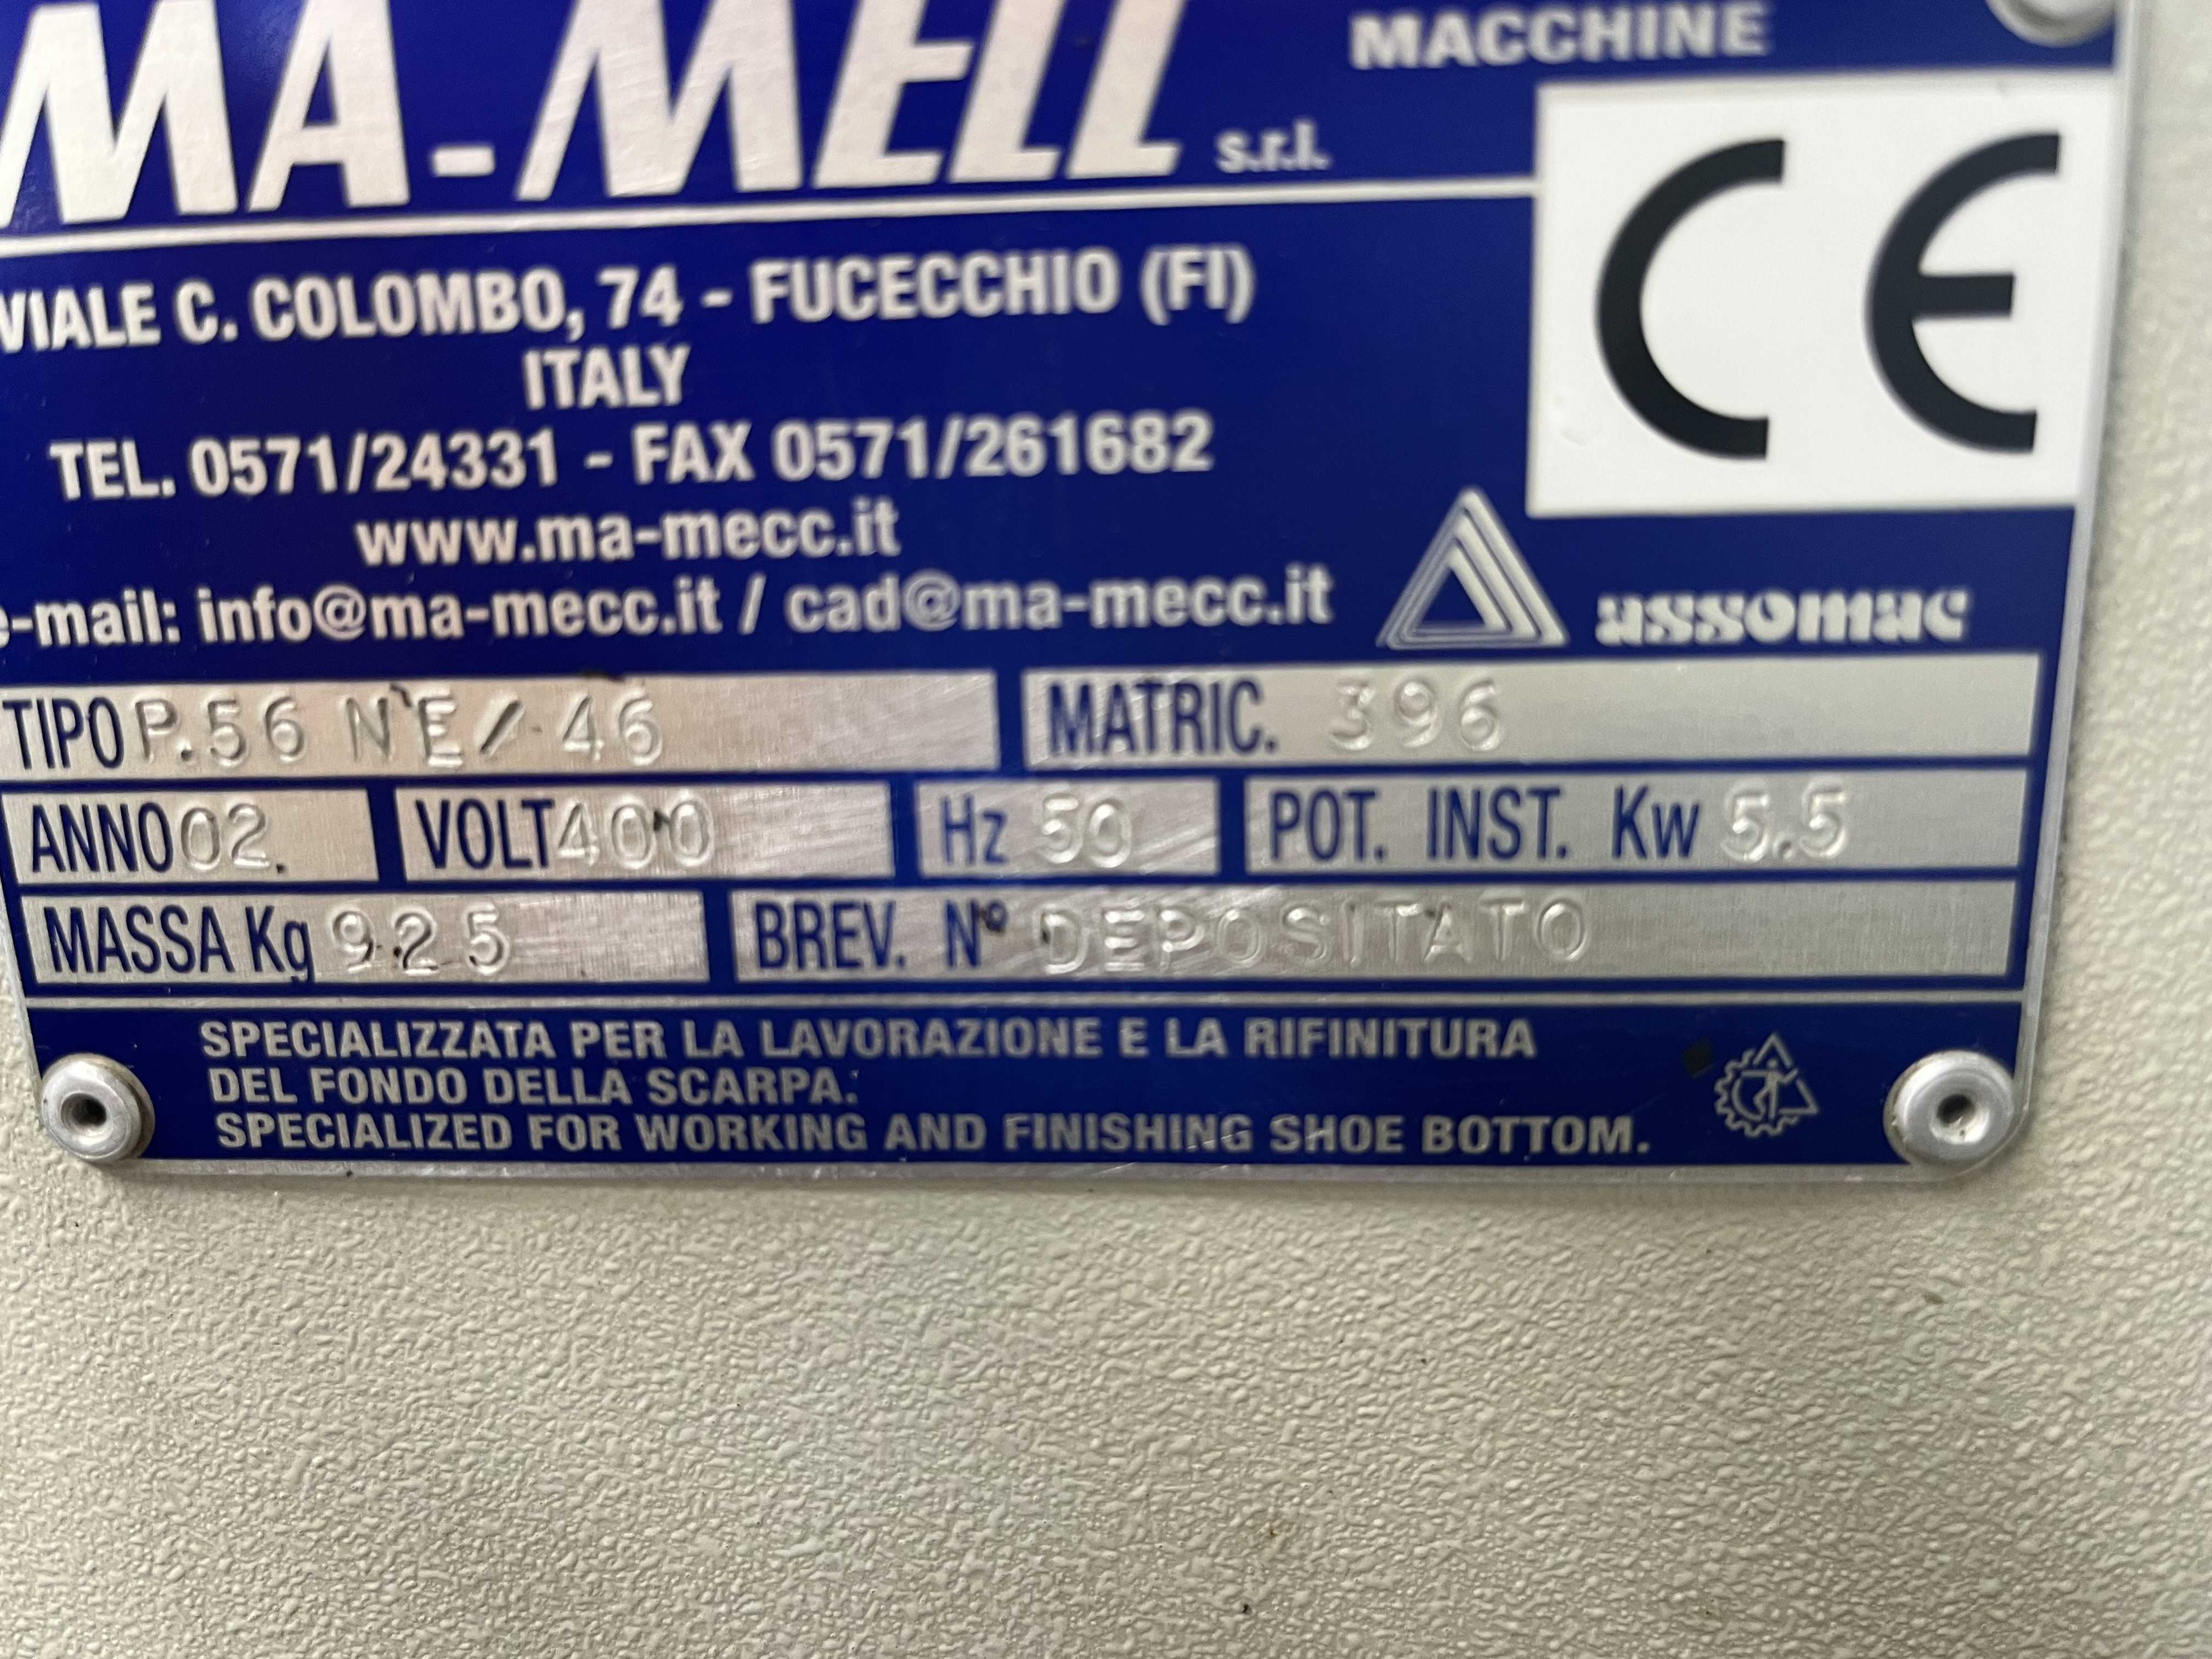 MA-MECC s.r.l.
MACCHINE
CE
VIALE C. COLOMBO, 74 - FUCECCHIO (FI)
ITALY
TEL. 0571/24331 - FAX 0571/261682
www.ma-mecc.it
e-mail: info@ma-mecc.it / cad@ma-mecc.it
assomac
TIPO P.56 NE/46 MATRIC. 396
ANNO 02. VOLT 400 Hz 50 POT. INST. Kw 5.5
MASSA Kg 925 BREV. N° DEPOSITATO
SPECIALIZZATA PER LA LAVORAZIONE E LA RIFINITURA
DEL FONDO DELLA SCARPA.
SPECIALIZED FOR WORKING AND FINISHING SHOE BOTTOM.